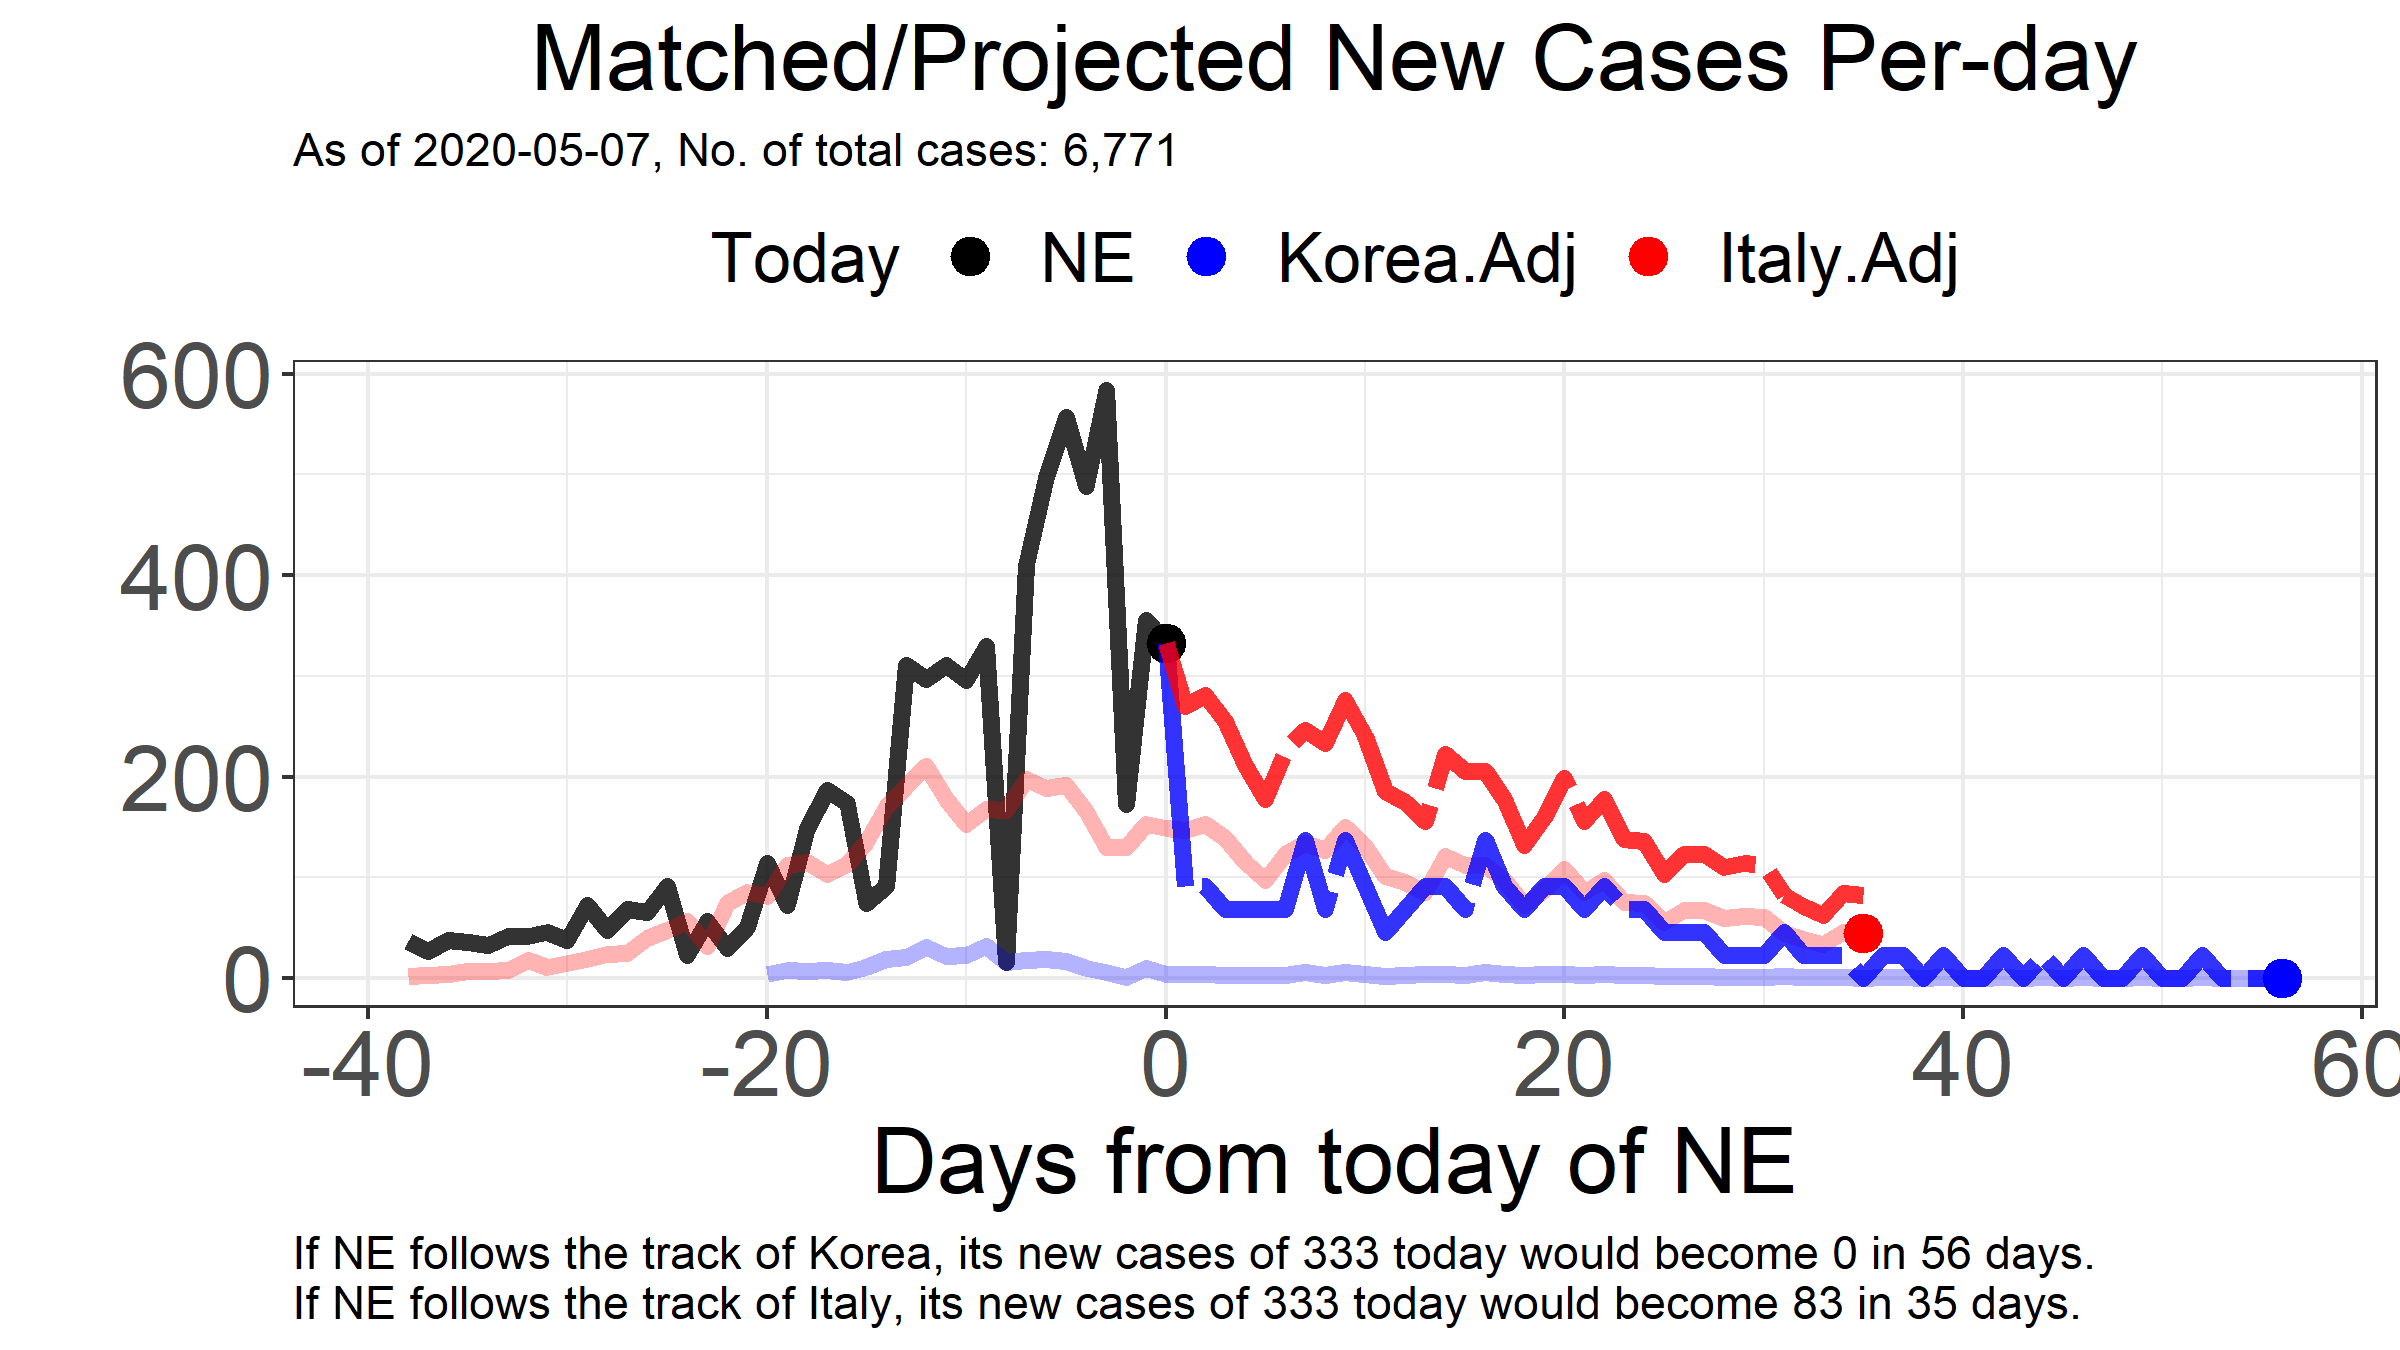 Matched/Projected New Cases Per-day
As of 2020-05-07, No. of total cases: 6,771
Today NE Korea.Adj Italy.Adj
600
400
200
0
-40 -20 0 20 40 60
Days from today of NE
If NE follows the track of Korea, its new cases of 333 today would become 0 in 56 days.
If NE follows the track of Italy, its new cases of 333 today would become 83 in 35 days.